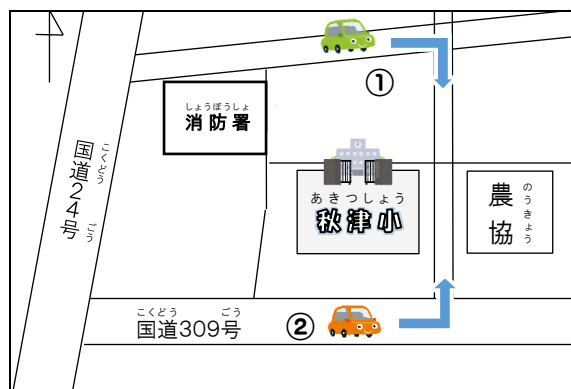 ①
しょうぼうしょ
消防署
こくどう ごう
国道24号
あきつしょう
秋津小
のうきょう
農協
こくどう ごう
国道309号
②